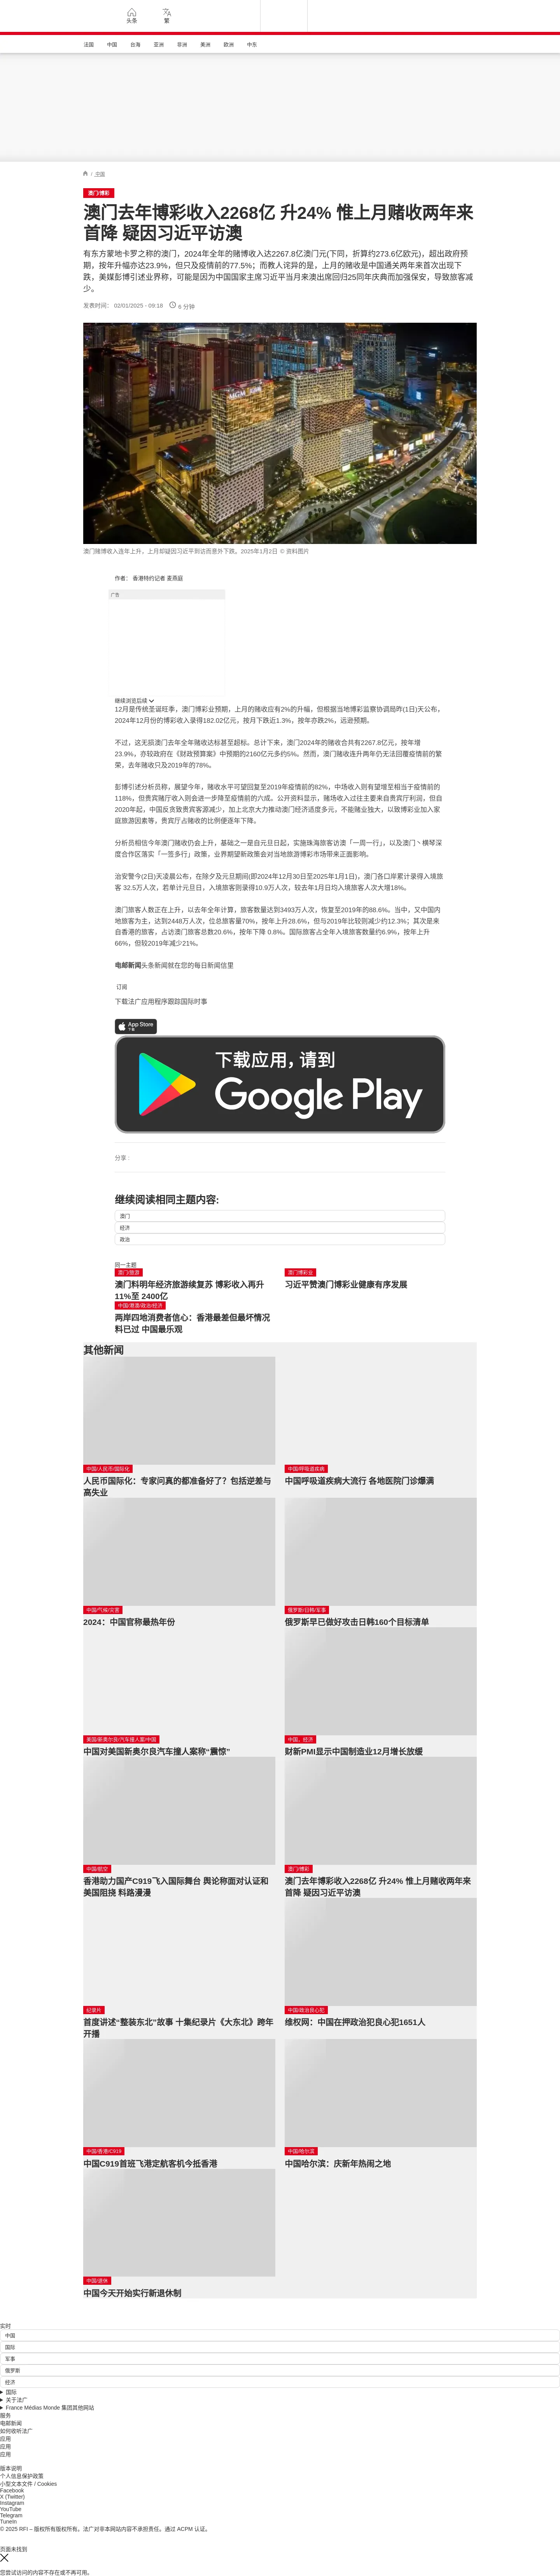 头条
繁
法国
中国
台海
亚洲
非洲
美洲
欧洲
中东
/ 中国
澳门/博彩
澳门去年博彩收入2268亿 升24% 惟上月赌收两年来
首降 疑因习近平访澳
有东方蒙地卡罗之称的澳门，2024年全年的赌博收入达2267.8亿澳门元(下同，折算约273.6亿欧元)，超出政府预
期，按年升幅亦达23.9%，但只及疫情前的77.5%；而教人诧异的是，上月的赌收是中国通关两年来首次出现下
跌，美媒彭博引述业界称，可能是因为中国国家主席习近平当月来澳出席回归25同年庆典而加强保安，导致旅客减
少。
发表时间： 02/01/2025 - 09:18
6 分钟
澳门赌博收入连年上升，上月却疑因习近平到访而意外下跌。2025年1月2日 © 资料图片
作者： 香港特约记者 麦燕庭
广告
继续浏览后续
12月是传统圣诞旺季，澳门博彩业预期，上月的赌收应有2%的升幅，但根据当地博彩监察协调局昨(1日)天公布，
2024年12月份的博彩收入录得182.02亿元，按月下跌近1.3%，按年亦跌2%，远逊预期。
不过，这无损澳门去年全年赌收达标甚至超标。总计下来，澳门2024年的赌收合共有2267.8亿元，按年增
23.9%，亦较政府在《财政预算案》中预期的2160亿元多约5%。然而，澳门赌收连升两年仍无法回覆疫情前的繁
荣，去年赌收只及2019年的78%。
彭博引述分析员称，展望今年，赌收水平可望回复至2019年疫情前的82%，中场收入则有望增至相当于疫情前的
118%，但贵宾赌厅收入则会进一步降至疫情前的六成。公开资料显示，赌场收入过往主要来自贵宾厅利润，但自
2020年起，中国反贪致贵宾客源减少，加上北京大力推动澳门经济适度多元，不能赌业独大，以致博彩业加入家
庭旅游因素等，贵宾厅占赌收的比例便逐年下降。
分析员相信今年澳门赌收仍会上升，基础之一是自元旦日起，实施珠海旅客访澳「一周一行」，以及澳门丶横琴深
度合作区落实「一签多行」政策，业界期望新政策会对当地旅游博彩市场带来正面影响。
治安警今(2日)天凌晨公布，在除夕及元旦期间(即2024年12月30日至2025年1月1日)，澳门各口岸累计录得入境旅
客 32.5万人次，若单计元旦日，入境旅客则录得10.9万人次，较去年1月日均入境旅客人次大增18%。
澳门旅客人数正在上升，以去年全年计算，旅客数量达到3493万人次，恢复至2019年的88.6%。当中，又中国内
地旅客为主，达到2448万人次，位总旅客量70%，按年上升28.6%，但与2019年比较则减少约12.3%；其次是来
自香港的旅客，占访澳门旅客总数20.6%，按年下降 0.8%。国际旅客占全年入境旅客数量约6.9%，按年上升
66%，但较2019年减少21%。
电邮新闻头条新闻就在您的每日新闻信里
订阅
下载法广应用程序跟踪国际时事
App Store
下载
下载应用，请到
Google Play
分享 :
继续阅读相同主题内容:
澳门
经济
政治
同一主题
澳门/旅游
澳门料明年经济旅游续复苏 博彩收入再升
11%至 2400亿
澳门博彩业
习近平赞澳门博彩业健康有序发展
中国/港澳/政治/经济
两岸四地消费者信心：香港最差但最坏情况
料已过 中国最乐观
其他新闻
中国/人民币/国际化
人民币国际化：专家问真的都准备好了？包括逆差与
高失业
中国/呼吸道疾病
中国呼吸道疾病大流行 各地医院门诊爆满
中国/气候/灾害
2024：中国官称最热年份
俄罗斯/日韩/军事
俄罗斯早已做好攻击日韩160个目标清单
美国/新奥尔良/汽车撞人案/中国
中国对美国新奥尔良汽车撞人案称“震惊”
中国，经济
财新PMI显示中国制造业12月增长放缓
中国/航空
香港助力国产C919飞入国际舞台 舆论称面对认证和
美国阻挠 料路漫漫
澳门/博彩
澳门去年博彩收入2268亿 升24% 惟上月赌收两年来
首降 疑因习近平访澳
纪录片
首度讲述“整装东北”故事 十集纪录片《大东北》跨年
开播
中国/政治良心犯
维权网：中国在押政治犯良心犯1651人
中国/香港/C919
中国C919首班飞港定航客机今抵香港
中国/哈尔滨
中国哈尔滨：庆新年热闹之地
中国/退休
中国今天开始实行新退休制
实时
中国
国际
军事
俄罗斯
经济
国际
关于法广
France Médias Monde 集团其他网站
服务
电邮新闻
如何收听法广
应用
应用
应用
版本说明
个人信息保护政策
小型文本文件 / Cookies
Facebook
X (Twitter)
Instagram
YouTube
Telegram
TuneIn
© 2025 RFI – 版权所有版权所有。法广对非本网站内容不承担责任。通过 ACPM 认证。
页面未找到
您尝试访问的内容不存在或不再可用。